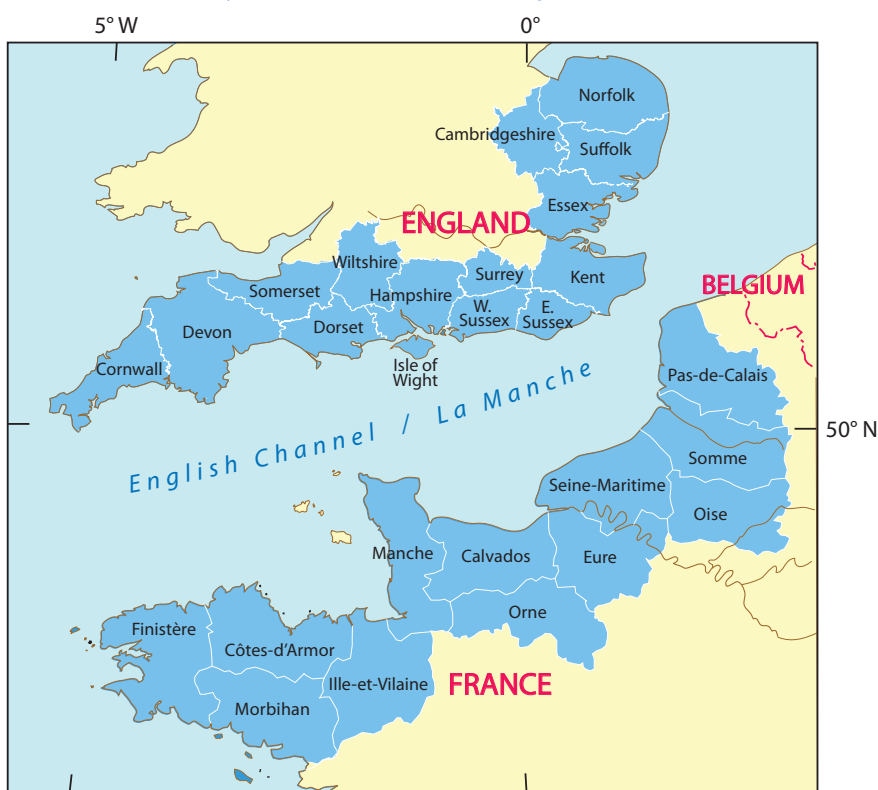 5° W
0°
Norfolk
Cambridgeshire
Suffolk
Essex
ENGLAND
Wiltshire
Surrey
Kent
BELGIUM
Somerset
Hampshire
W.
Sussex
E.
Sussex
Devon
Dorset
Cornwall
Isle of
Wight
Pas-de-Calais
English Channel / La Manche
50° N
Somme
Seine-Maritime
Oise
Manche
Calvados
Eure
Orne
Finistère
Côtes-d'Armor
Ille-et-Vilaine
FRANCE
Morbihan